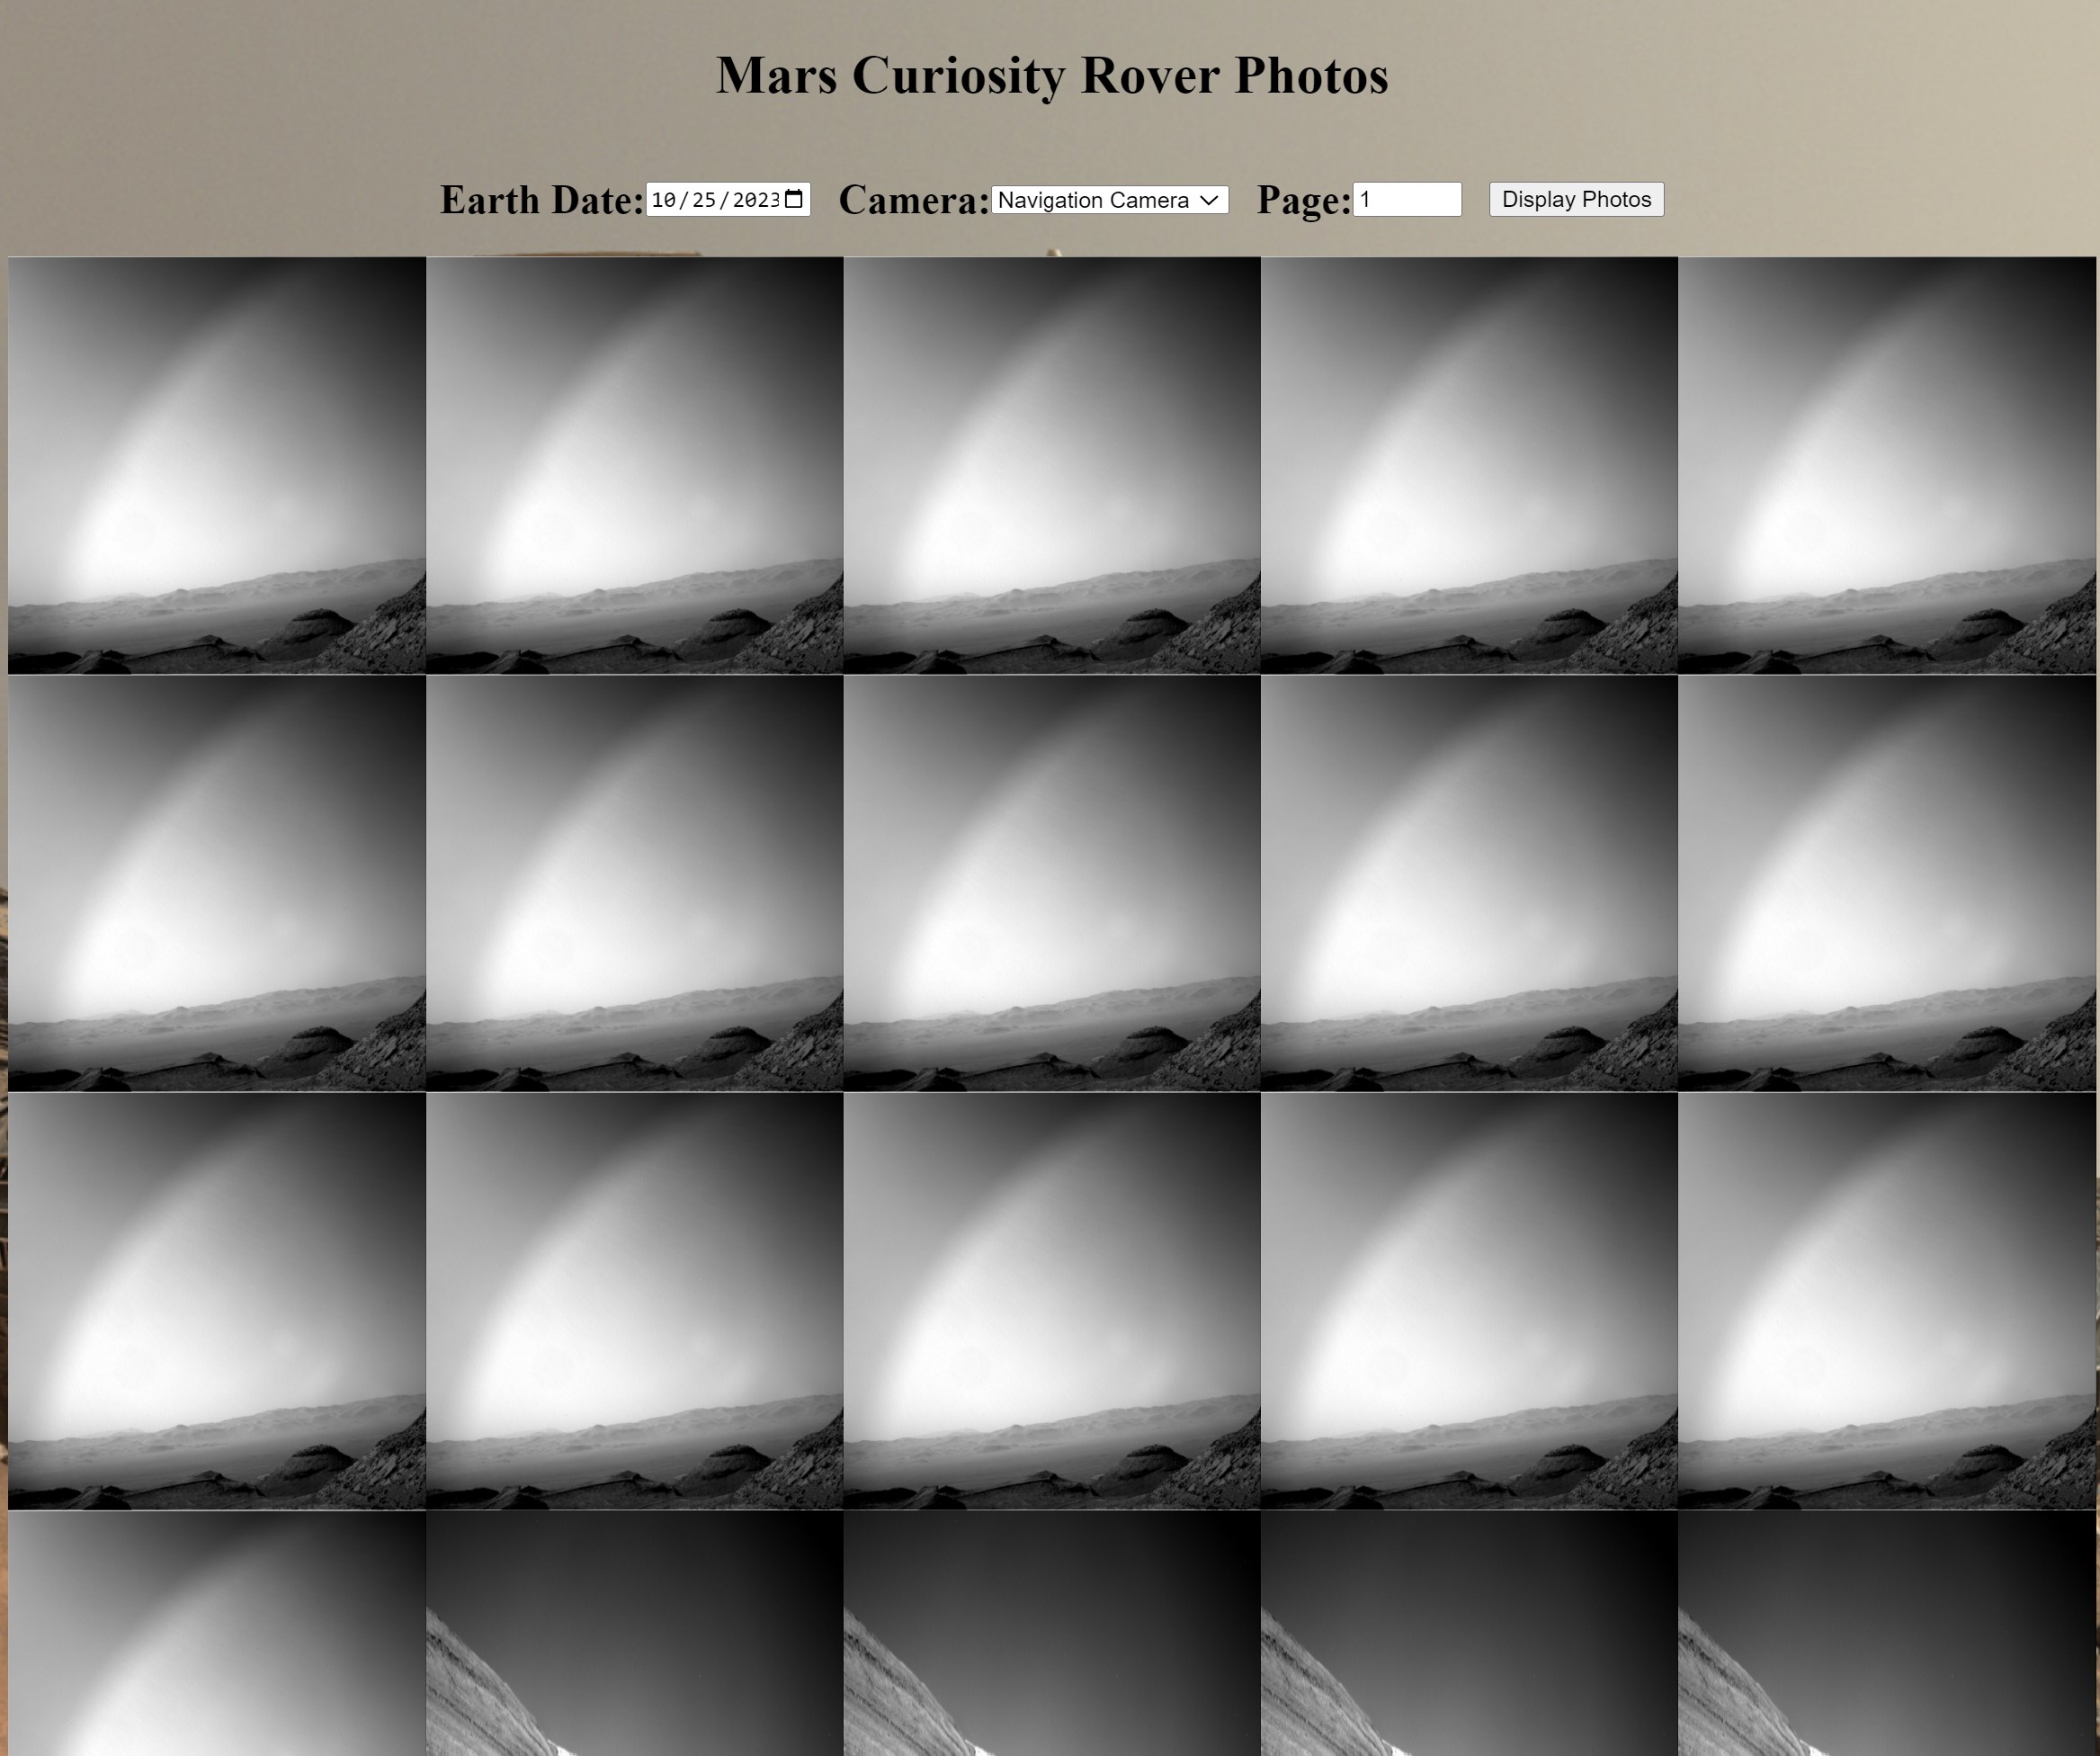 Mars Curiosity Rover Photos
Earth Date: 10/25/2023 Camera: Navigation Camera Page: 1 Display Photos